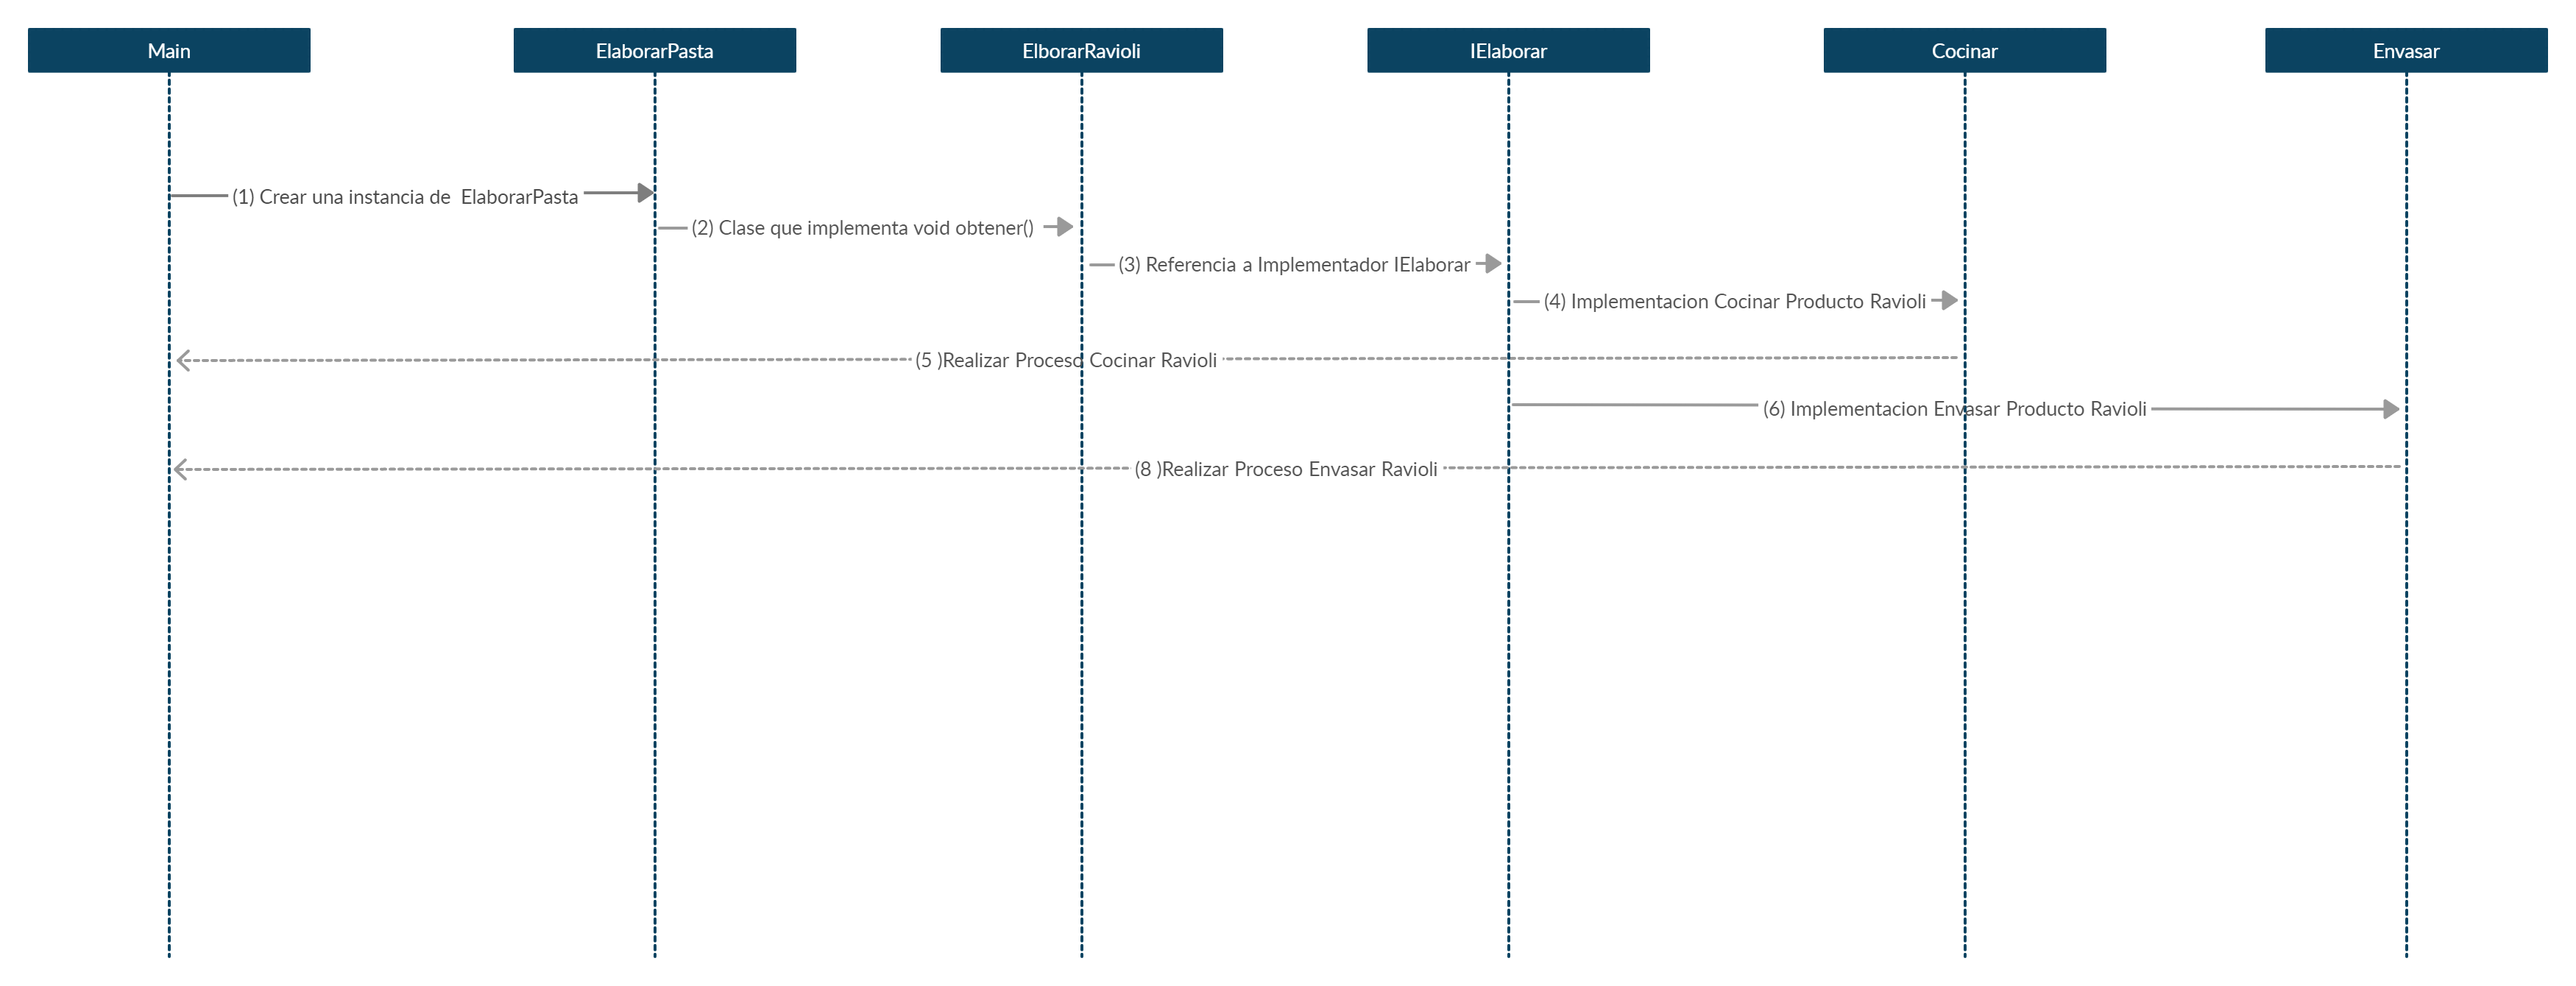 Main
ElaborarPasta
ElborarRavioli
IElaborar
Cocinar
Envasar
(1) Crear una instancia de  ElaborarPasta
(2) Clase que implementa void obtener()
(3) Referencia a Implementador IElaborar
(4) Implementacion Cocinar Producto Ravioli
(5 )Realizar Proceso Cocinar Ravioli
(6) Implementacion Envasar Producto Ravioli
(8 )Realizar Proceso Envasar Ravioli